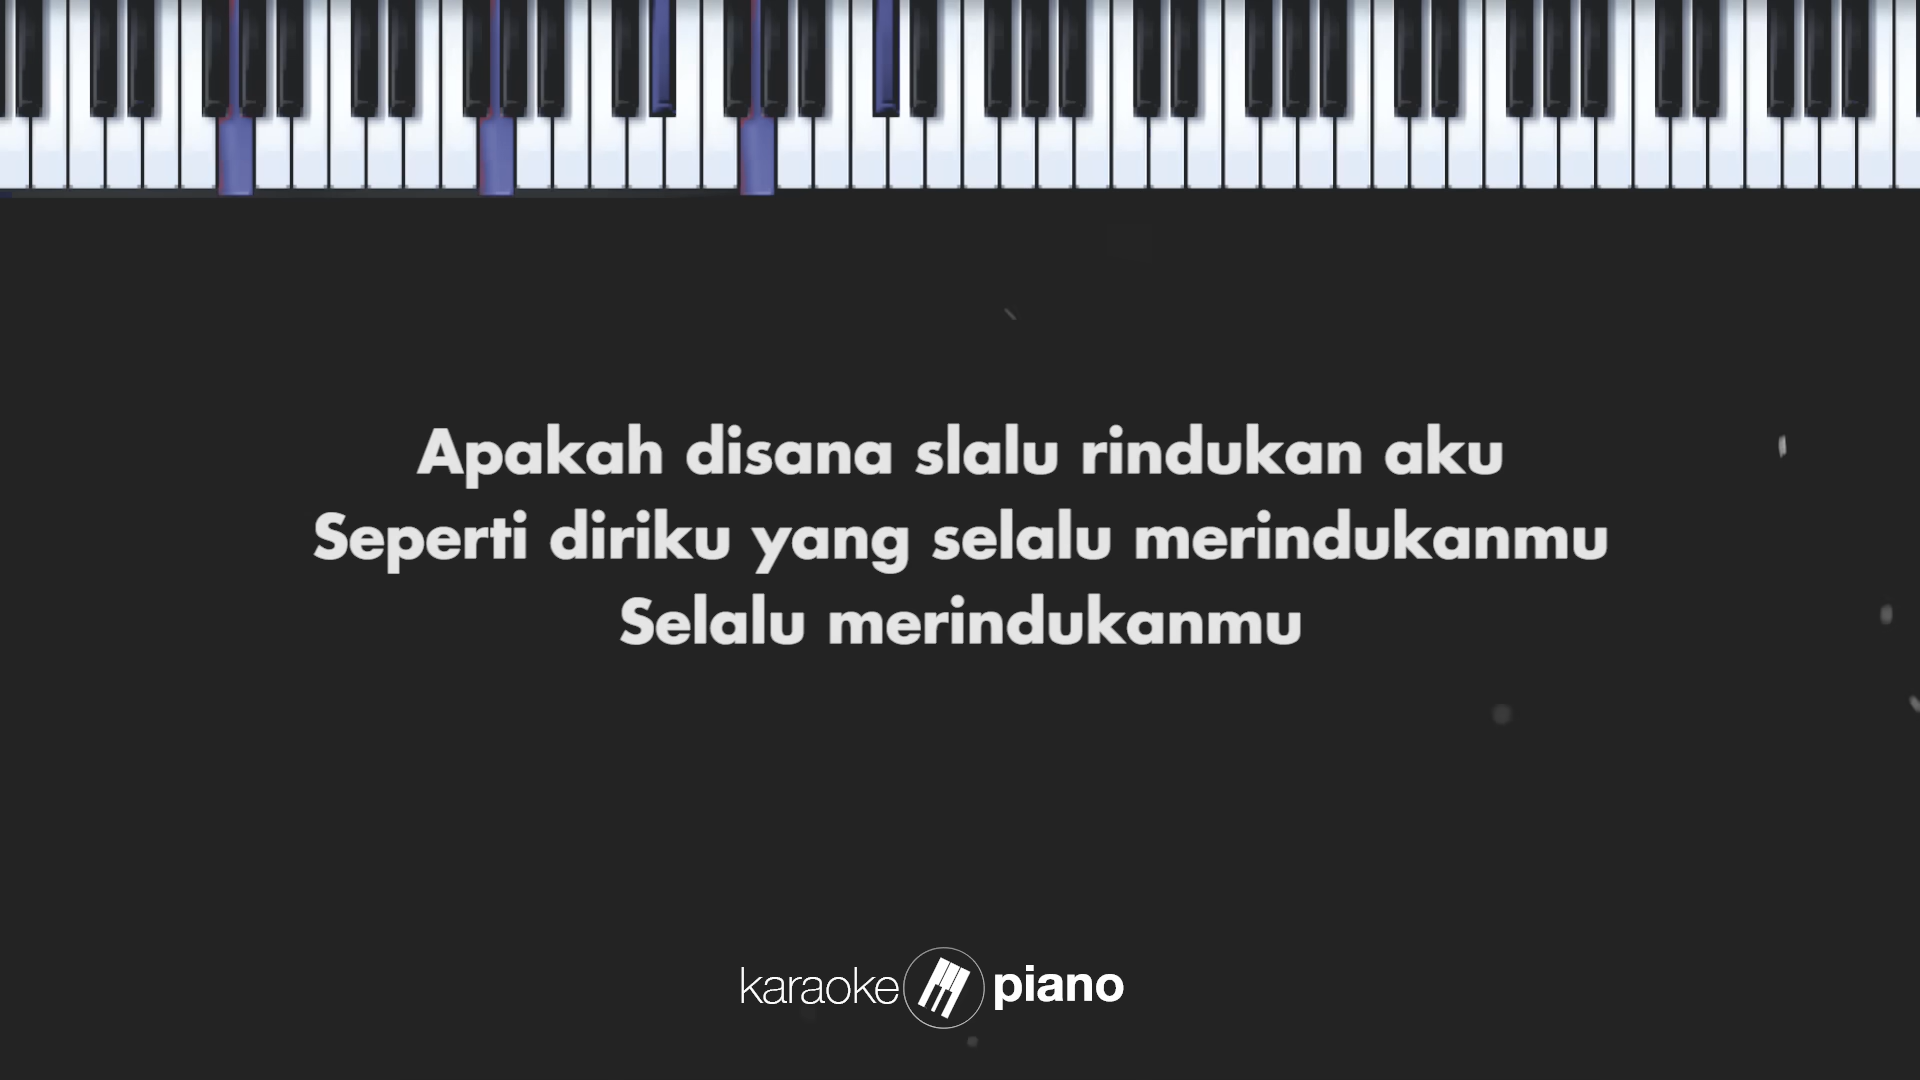 Apakah disana slalu rindukan aku
Seperti diriku yang selalu merindukanmu
Selalu merindukanmu
karaoke piano